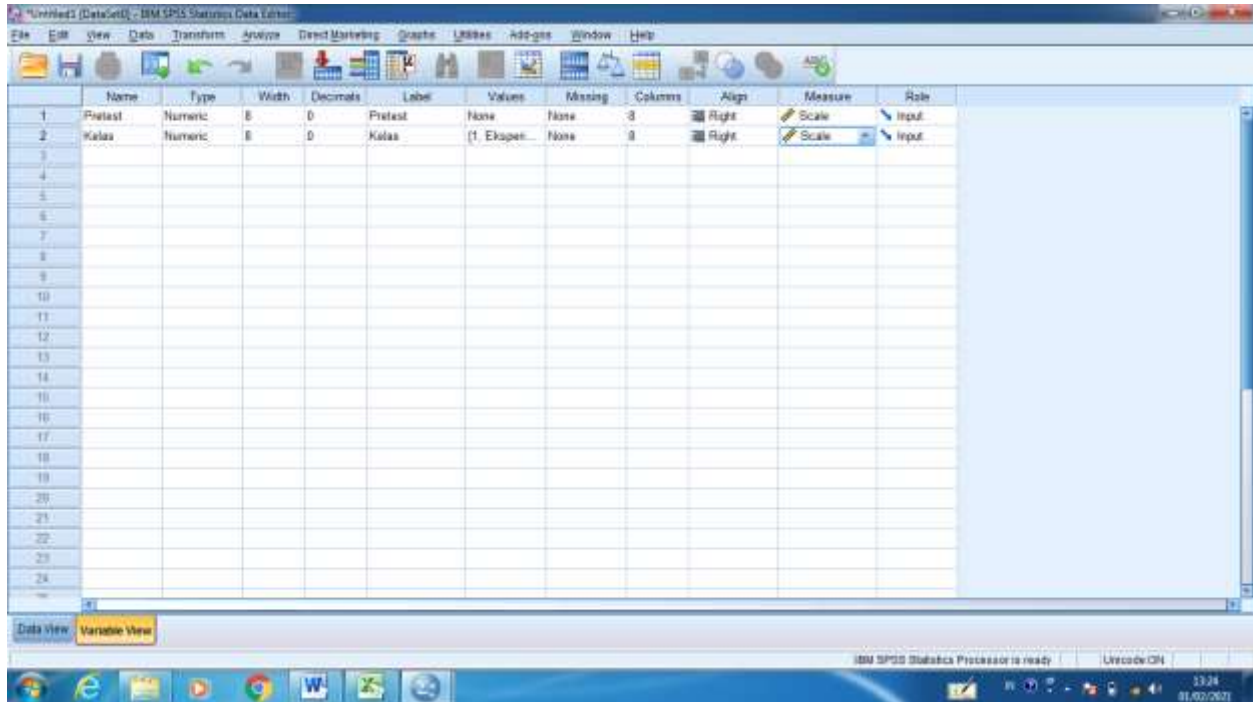 *Untitled1 [DataSet0] - IBM SPSS Statistics Data Editor
File Edit View Data Transform Analyze Direct Marketing Graphs Utilities Add-ons Window Help
Name Type Width Decimals Label Values Missing Columns Align Measure Role
1 Pretest Numeric 8 0 Pretest None None 8 Right Scale Input
2 Kelas Numeric 8 0 Kelas {1, Eksperi... None 8 Right Scale Input
3
4
5
6
7
8
9
10
11
12
13
14
15
16
17
18
19
20
21
22
23
24
Data View Variable View
IBM SPSS Statistics Processor is ready Unicode:ON
IN 13:24
01/02/2021